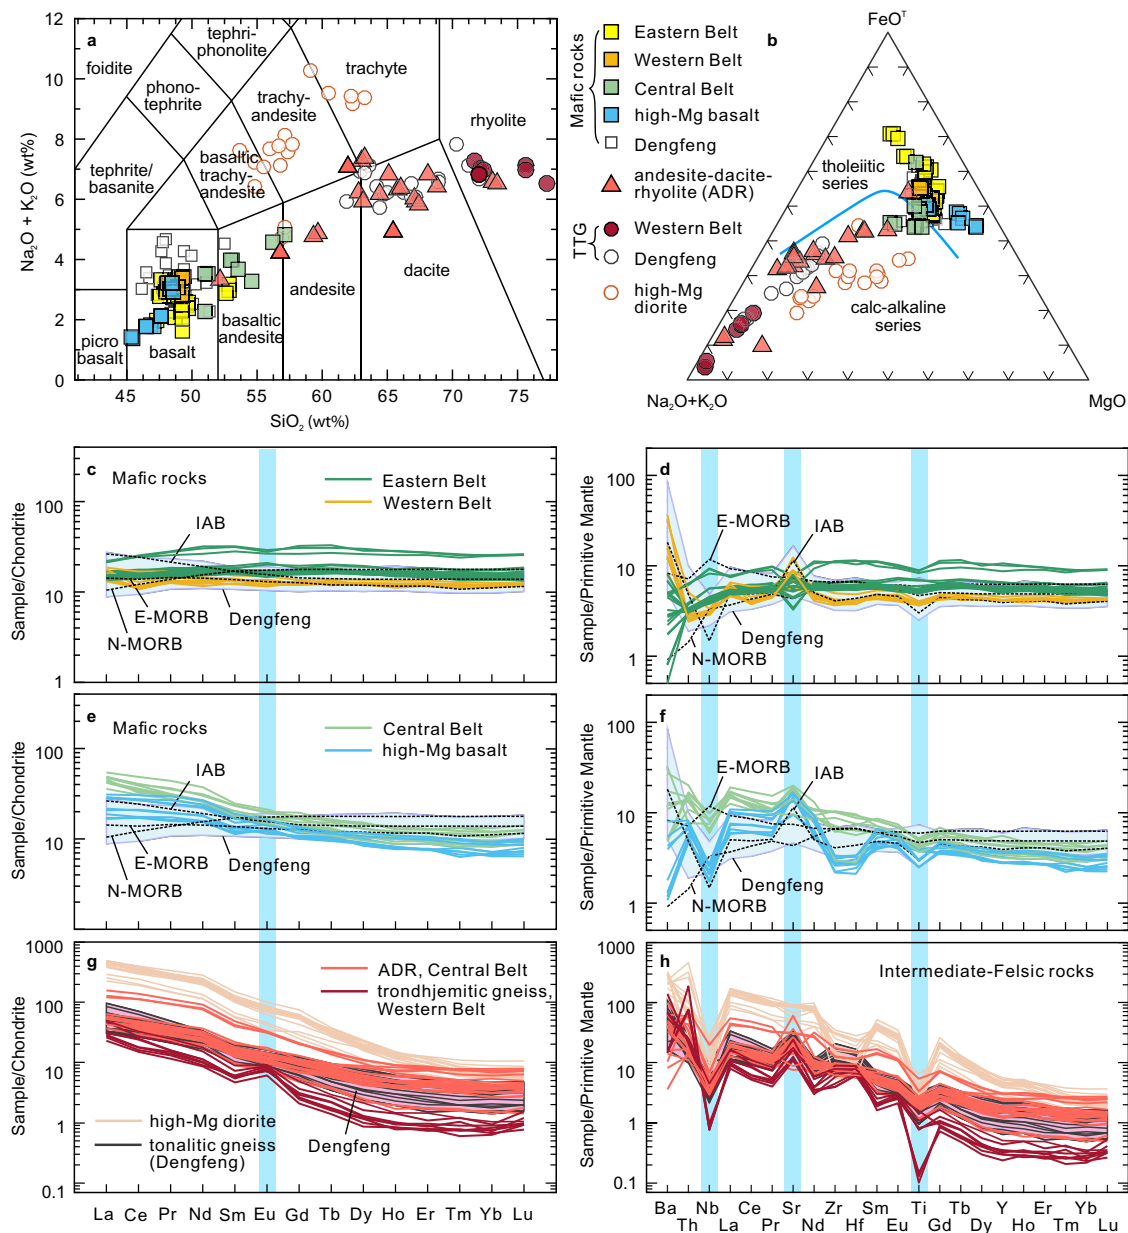 a
12
10
8
6
4
2
0
Na₂O + K₂O (wt%)
foidite
tephri-
phonolite
phono-
tephrite
trachyte
trachy-
andesite
rhyolite
tephrite/
basanite
basaltic
trachy-
andesite
dacite
andesite
basaltic
andesite
picro
basalt
basalt
45 50 55 60 65 70 75
SiO₂ (wt%)
Mafic rocks
Eastern Belt
Western Belt
Central Belt
high-Mg basalt
Dengfeng
andesite-dacite-
rhyolite (ADR)
TTG
Western Belt
Dengfeng
high-Mg
diorite
b
FeOᵀ
tholeiitic
series
calc-alkaline
series
Na₂O+K₂O
MgO
c
Mafic rocks
Eastern Belt
Western Belt
IAB
E-MORB
N-MORB
Dengfeng
100
10
1
Sample/Chondrite
d
E-MORB
IAB
Dengfeng
N-MORB
100
10
1
Sample/Primitive Mantle
e
Mafic rocks
Central Belt
high-Mg basalt
IAB
E-MORB
N-MORB
Dengfeng
100
10
Sample/Chondrite
f
E-MORB
IAB
Dengfeng
N-MORB
100
10
1
Sample/Primitive Mantle
g
ADR, Central Belt
trondhjemitic gneiss,
Western Belt
high-Mg diorite
tonalitic gneiss
(Dengfeng)
Dengfeng
1000
100
10
1
0.1
Sample/Chondrite
La Ce Pr Nd Sm Eu Gd Tb Dy Ho Er Tm Yb Lu
h
Intermediate-Felsic rocks
1000
100
10
1
0.1
Sample/Primitive Mantle
Ba Nb Ce Sr Zr Sm Ti Tb Y Er Yb
Th La Pr Nd Hf Eu Gd Dy Ho Tm Lu